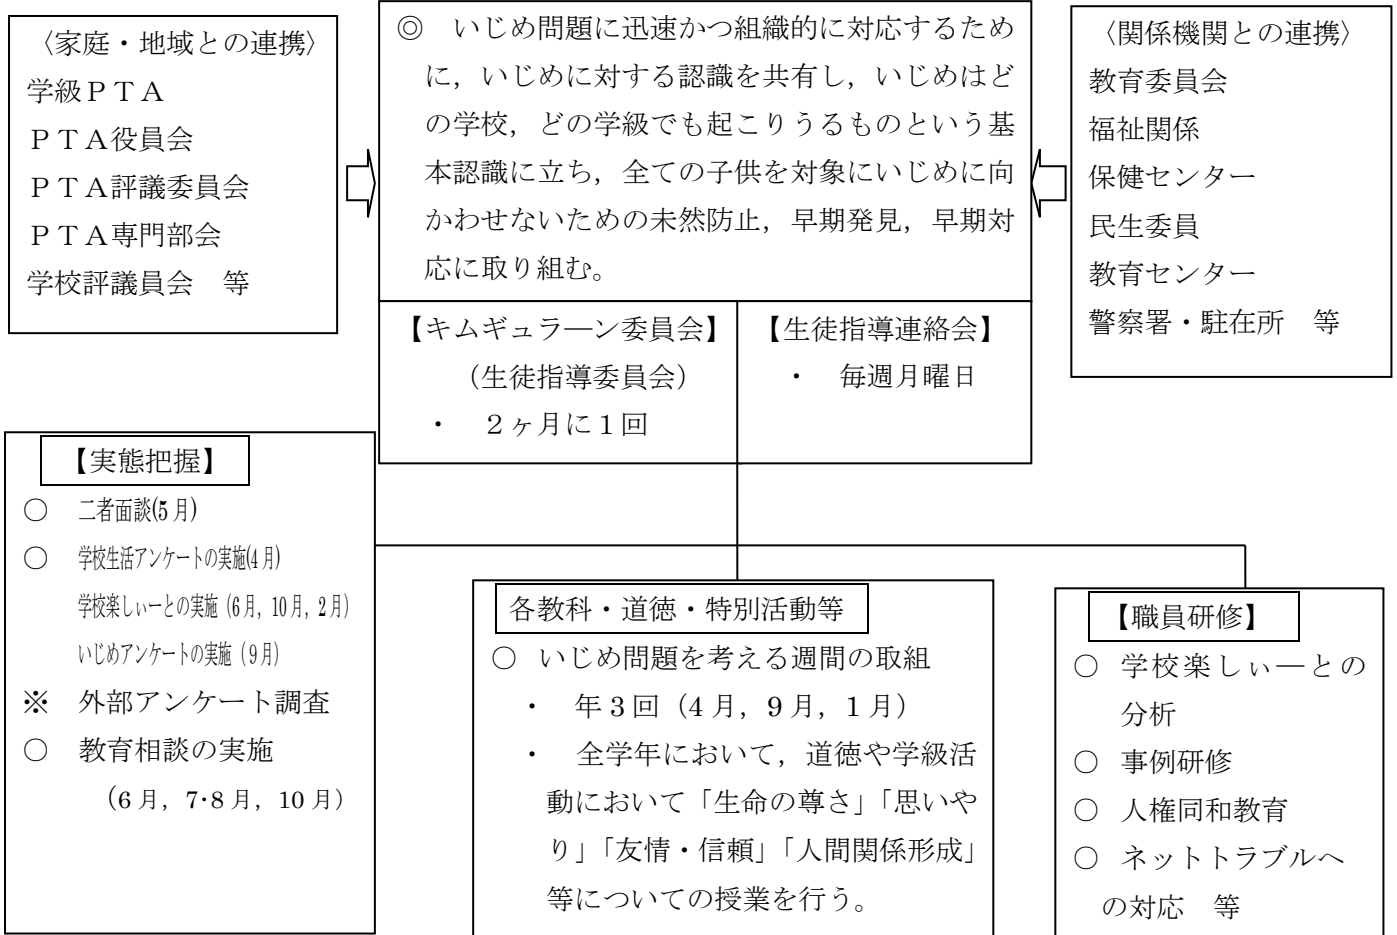 〈家庭・地域との連携〉
学級ＰＴＡ
ＰＴＡ役員会
ＰＴＡ評議委員会
ＰＴＡ専門部会
学校評議員会　等
◎　いじめ問題に迅速かつ組織的に対応するため
に，いじめに対する認識を共有し，いじめはど
の学校，どの学級でも起こりうるものという基
本認識に立ち，全ての子供を対象にいじめに向
かわせないための未然防止，早期発見，早期対
応に取り組む。
〈関係機関との連携〉
教育委員会
福祉関係
保健センター
民生委員
教育センター
警察署・駐在所　等
【キムギュラ―ン委員会】
（生徒指導委員会）
・　２ヶ月に１回
【生徒指導連絡会】
・　毎週月曜日
【実態把握】
○　二者面談(5月)
○　学校生活アンケートの実施(4月)
学校楽しぃーとの実施（6月，10月，2月）
いじめアンケートの実施（9月）
※　外部アンケート調査
○　教育相談の実施
（6月，7･8月，10月）
各教科・道徳・特別活動等
○　いじめ問題を考える週間の取組
・　年３回（4月，9月，1月）
・　全学年において，道徳や学級活
動において「生命の尊さ」「思いや
り」「友情・信頼」「人間関係形成」
等についての授業を行う。
【職員研修】
○　学校楽しぃ―との
分析
○　事例研修
○　人権同和教育
○　ネットトラブルへ
の対応　等